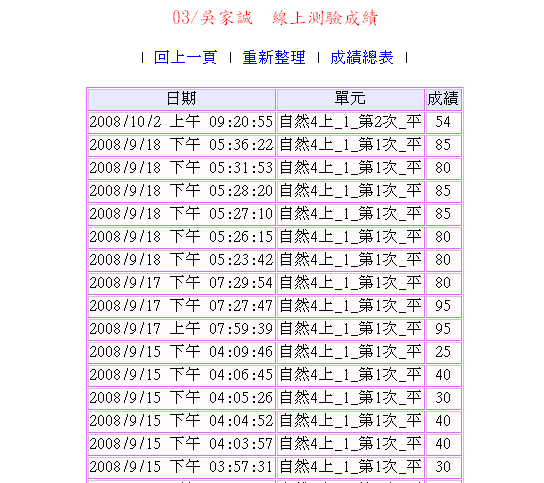 03/吳家誠　線上測驗成績
| 回上一頁 | 重新整理 | 成績總表 |
日期 單元 成績
2008/10/2 上午 09:20:55 自然4上_1_第2次_平 54
2008/9/18 下午 05:36:22 自然4上_1_第1次_平 85
2008/9/18 下午 05:31:53 自然4上_1_第1次_平 80
2008/9/18 下午 05:28:20 自然4上_1_第1次_平 85
2008/9/18 下午 05:27:10 自然4上_1_第1次_平 85
2008/9/18 下午 05:26:15 自然4上_1_第1次_平 80
2008/9/18 下午 05:23:42 自然4上_1_第1次_平 80
2008/9/17 下午 07:29:54 自然4上_1_第1次_平 80
2008/9/17 下午 07:27:47 自然4上_1_第1次_平 95
2008/9/17 上午 07:59:39 自然4上_1_第1次_平 95
2008/9/15 下午 04:09:46 自然4上_1_第1次_平 25
2008/9/15 下午 04:06:45 自然4上_1_第1次_平 40
2008/9/15 下午 04:05:26 自然4上_1_第1次_平 30
2008/9/15 下午 04:04:52 自然4上_1_第1次_平 40
2008/9/15 下午 04:03:57 自然4上_1_第1次_平 40
2008/9/15 下午 03:57:31 自然4上_1_第1次_平 30